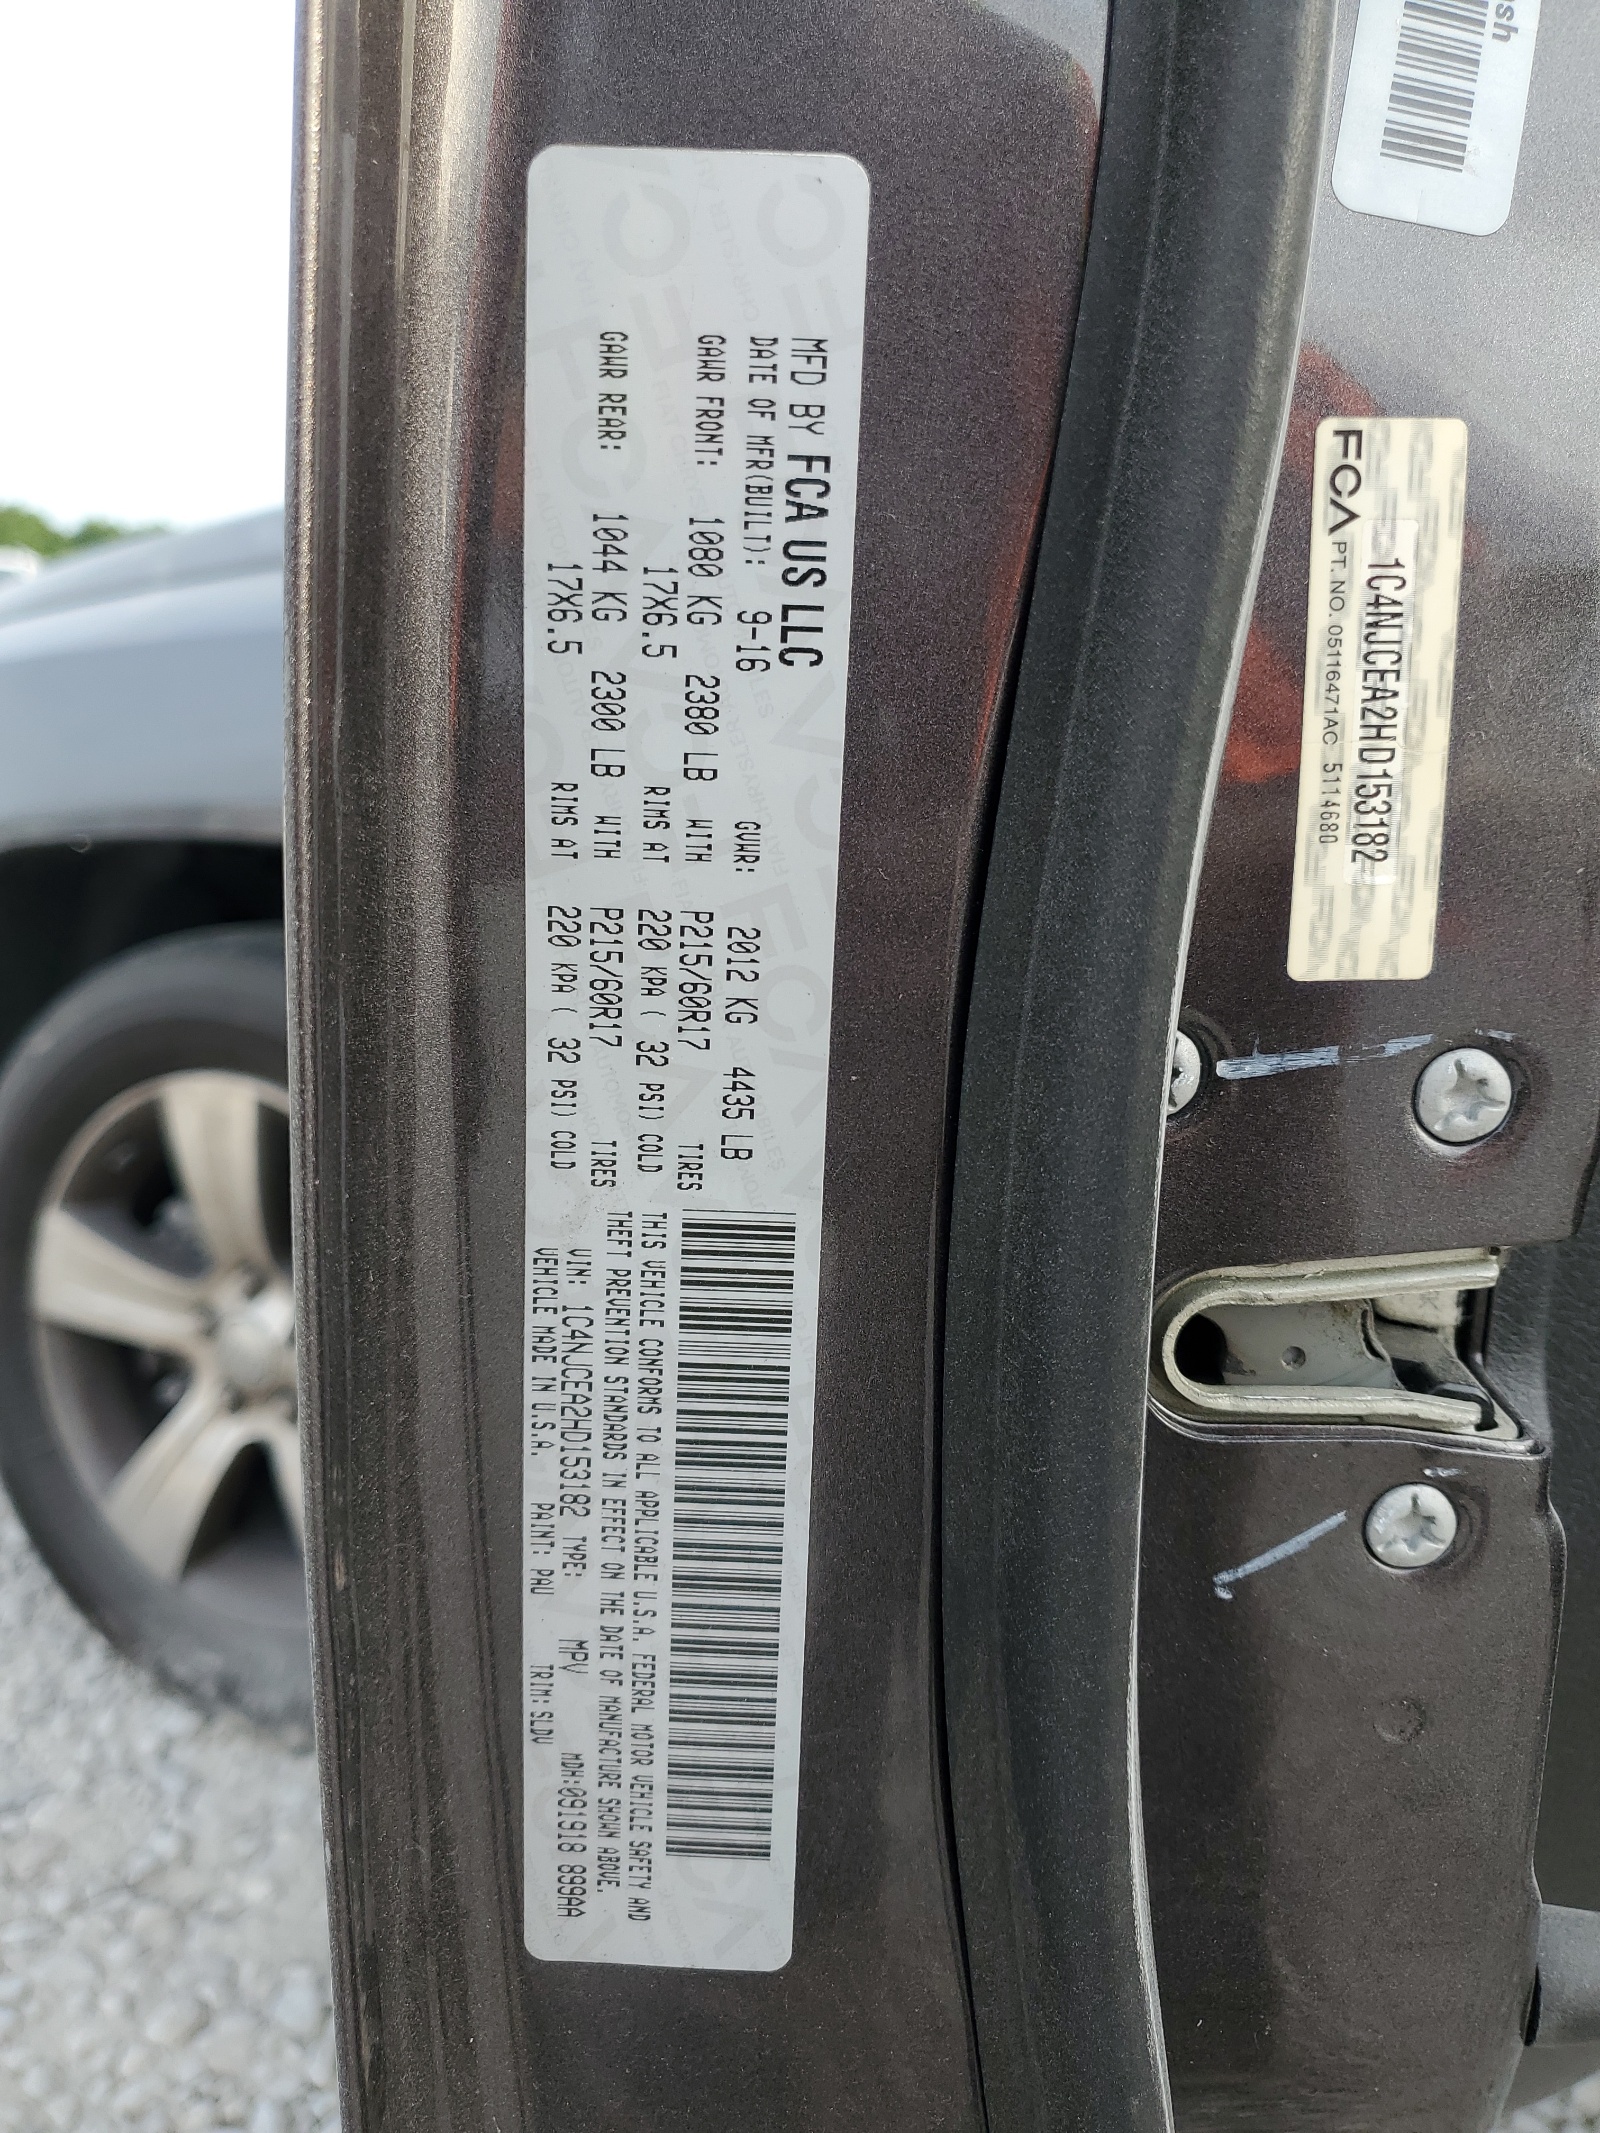 MFD BY FCA US LLC
DATE OF MFR(BUILT): 9-16 GVWR: 2012 KG 4435 LB
GAWR FRONT: 1080 KG 2380 LB WITH P215/60R17 TIRES
17X6.5 RIMS AT 220 KPA ( 32 PSI) COLD
GAWR REAR: 1044 KG 2300 LB WITH P215/60R17 TIRES
17X6.5 RIMS AT 220 KPA ( 32 PSI) COLD
THIS VEHICLE CONFORMS TO ALL APPLICABLE U.S.A. FEDERAL MOTOR VEHICLE SAFETY AND
THEFT PREVENTION STANDARDS IN EFFECT ON THE DATE OF MANUFACTURE SHOWN ABOVE.
VIN: 1C4NJCEA2HD153182 TYPE: MPV MDH:091918 899AA
VEHICLE MADE IN U.S.A. PAINT: PAU TRIM: SLDV
1C4NJCEA2HD153182
FCA PT. NO. 05116471AC 5114680